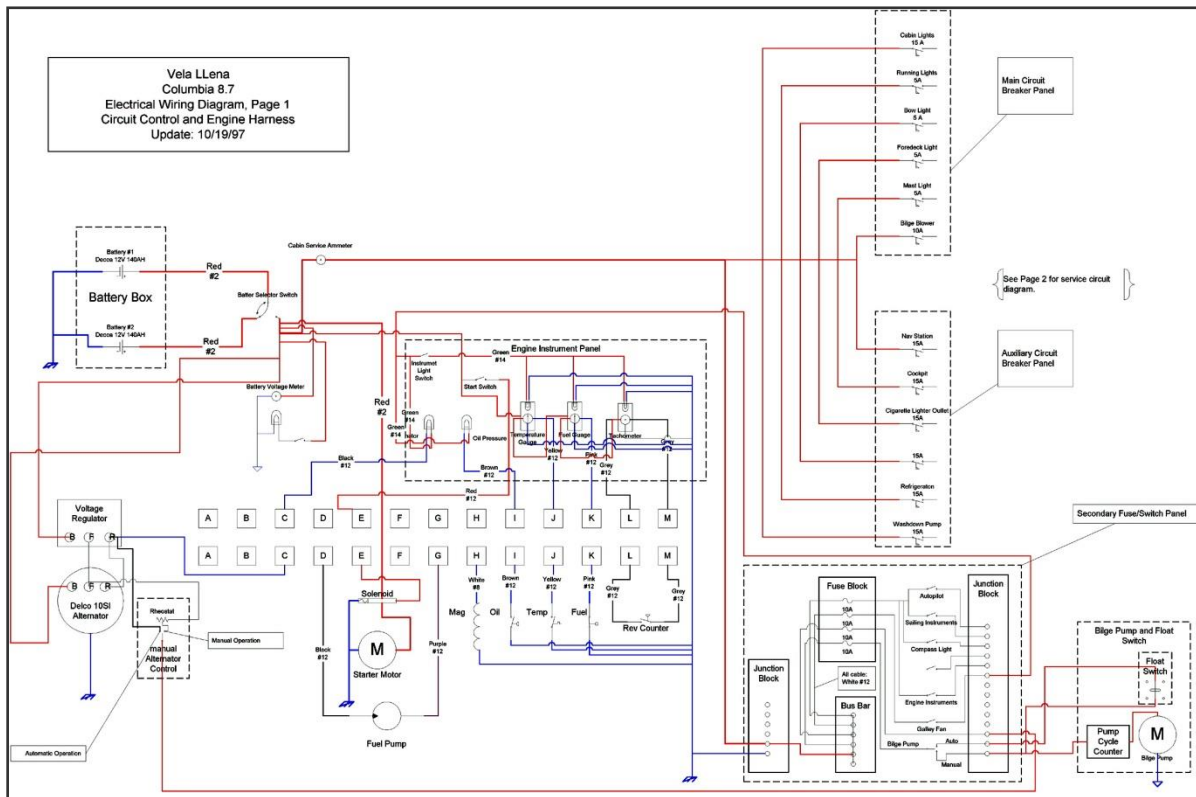 Vela LLena
Columbia 8.7
Electrical Wiring Diagram, Page 1
Circuit Control and Engine Harness
Update: 10/19/97
Cabin Lights
15 A
Running Lights
5A
Bow Light
5 A
Foredeck Light
5A
Mast Light
5A
Bilge Blower
10A
Main Circuit
Breaker Panel
See Page 2 for service circuit
diagram.
Nav Station
15A
Cockpit
15A
Cigarette Lighter Outlet
15A
15A
Refrigeraton
15A
Washdown Pump
15A
Auxiliary Circuit
Breaker Panel
Battery #1
Decos 12V 140AH
Battery Box
Battery #2
Decos 12V 140AH
Red
#2
Red
#2
Batter Selector Switch
Cabin Service Ammeter
Battery Voltage Meter
Red
#2
Engine Instrument Panel
Instrumet
Light
Switch
Green
#14
Start Switch
Green
#14
Green
#14
Oil Pressure
Temperature
Gauge
Fuel Guage
Tachometer
Black
#12
Brown
#12
Yellow
#12
Pink
#12
Grey
#12
Grey
#12
Red
#12
A B C D E F G H I J K L M
A B C D E F G H I J K L M
Voltage
Regulator
B F R
B F R
Delco 10SI
Alternator
Rheostat
Manual Operation
manual
Alternator
Control
Automatic Operation
Solenoid
M
Starter Motor
Black
#12
Purple
#12
Fuel Pump
White
#8
Brown
#12
Yellow
#12
Pink
#12
Grey
#12
Grey
#12
Mag
Oil
Temp
Fuel
Rev Counter
Secondary Fuse/Switch Panel
Fuse Block
10A
10A
10A
10A
Junction
Block
Autopilot
Sailing Instruments
Compass Light
Engine Instruments
Galley Fan
Bilge Pump
Auto
Manual
All cable:
White #12
Junction
Block
Bus Bar
Bilge Pump and Float
Switch
Float
Switch
Pump
Cycle
Counter
M
Bilge Pump